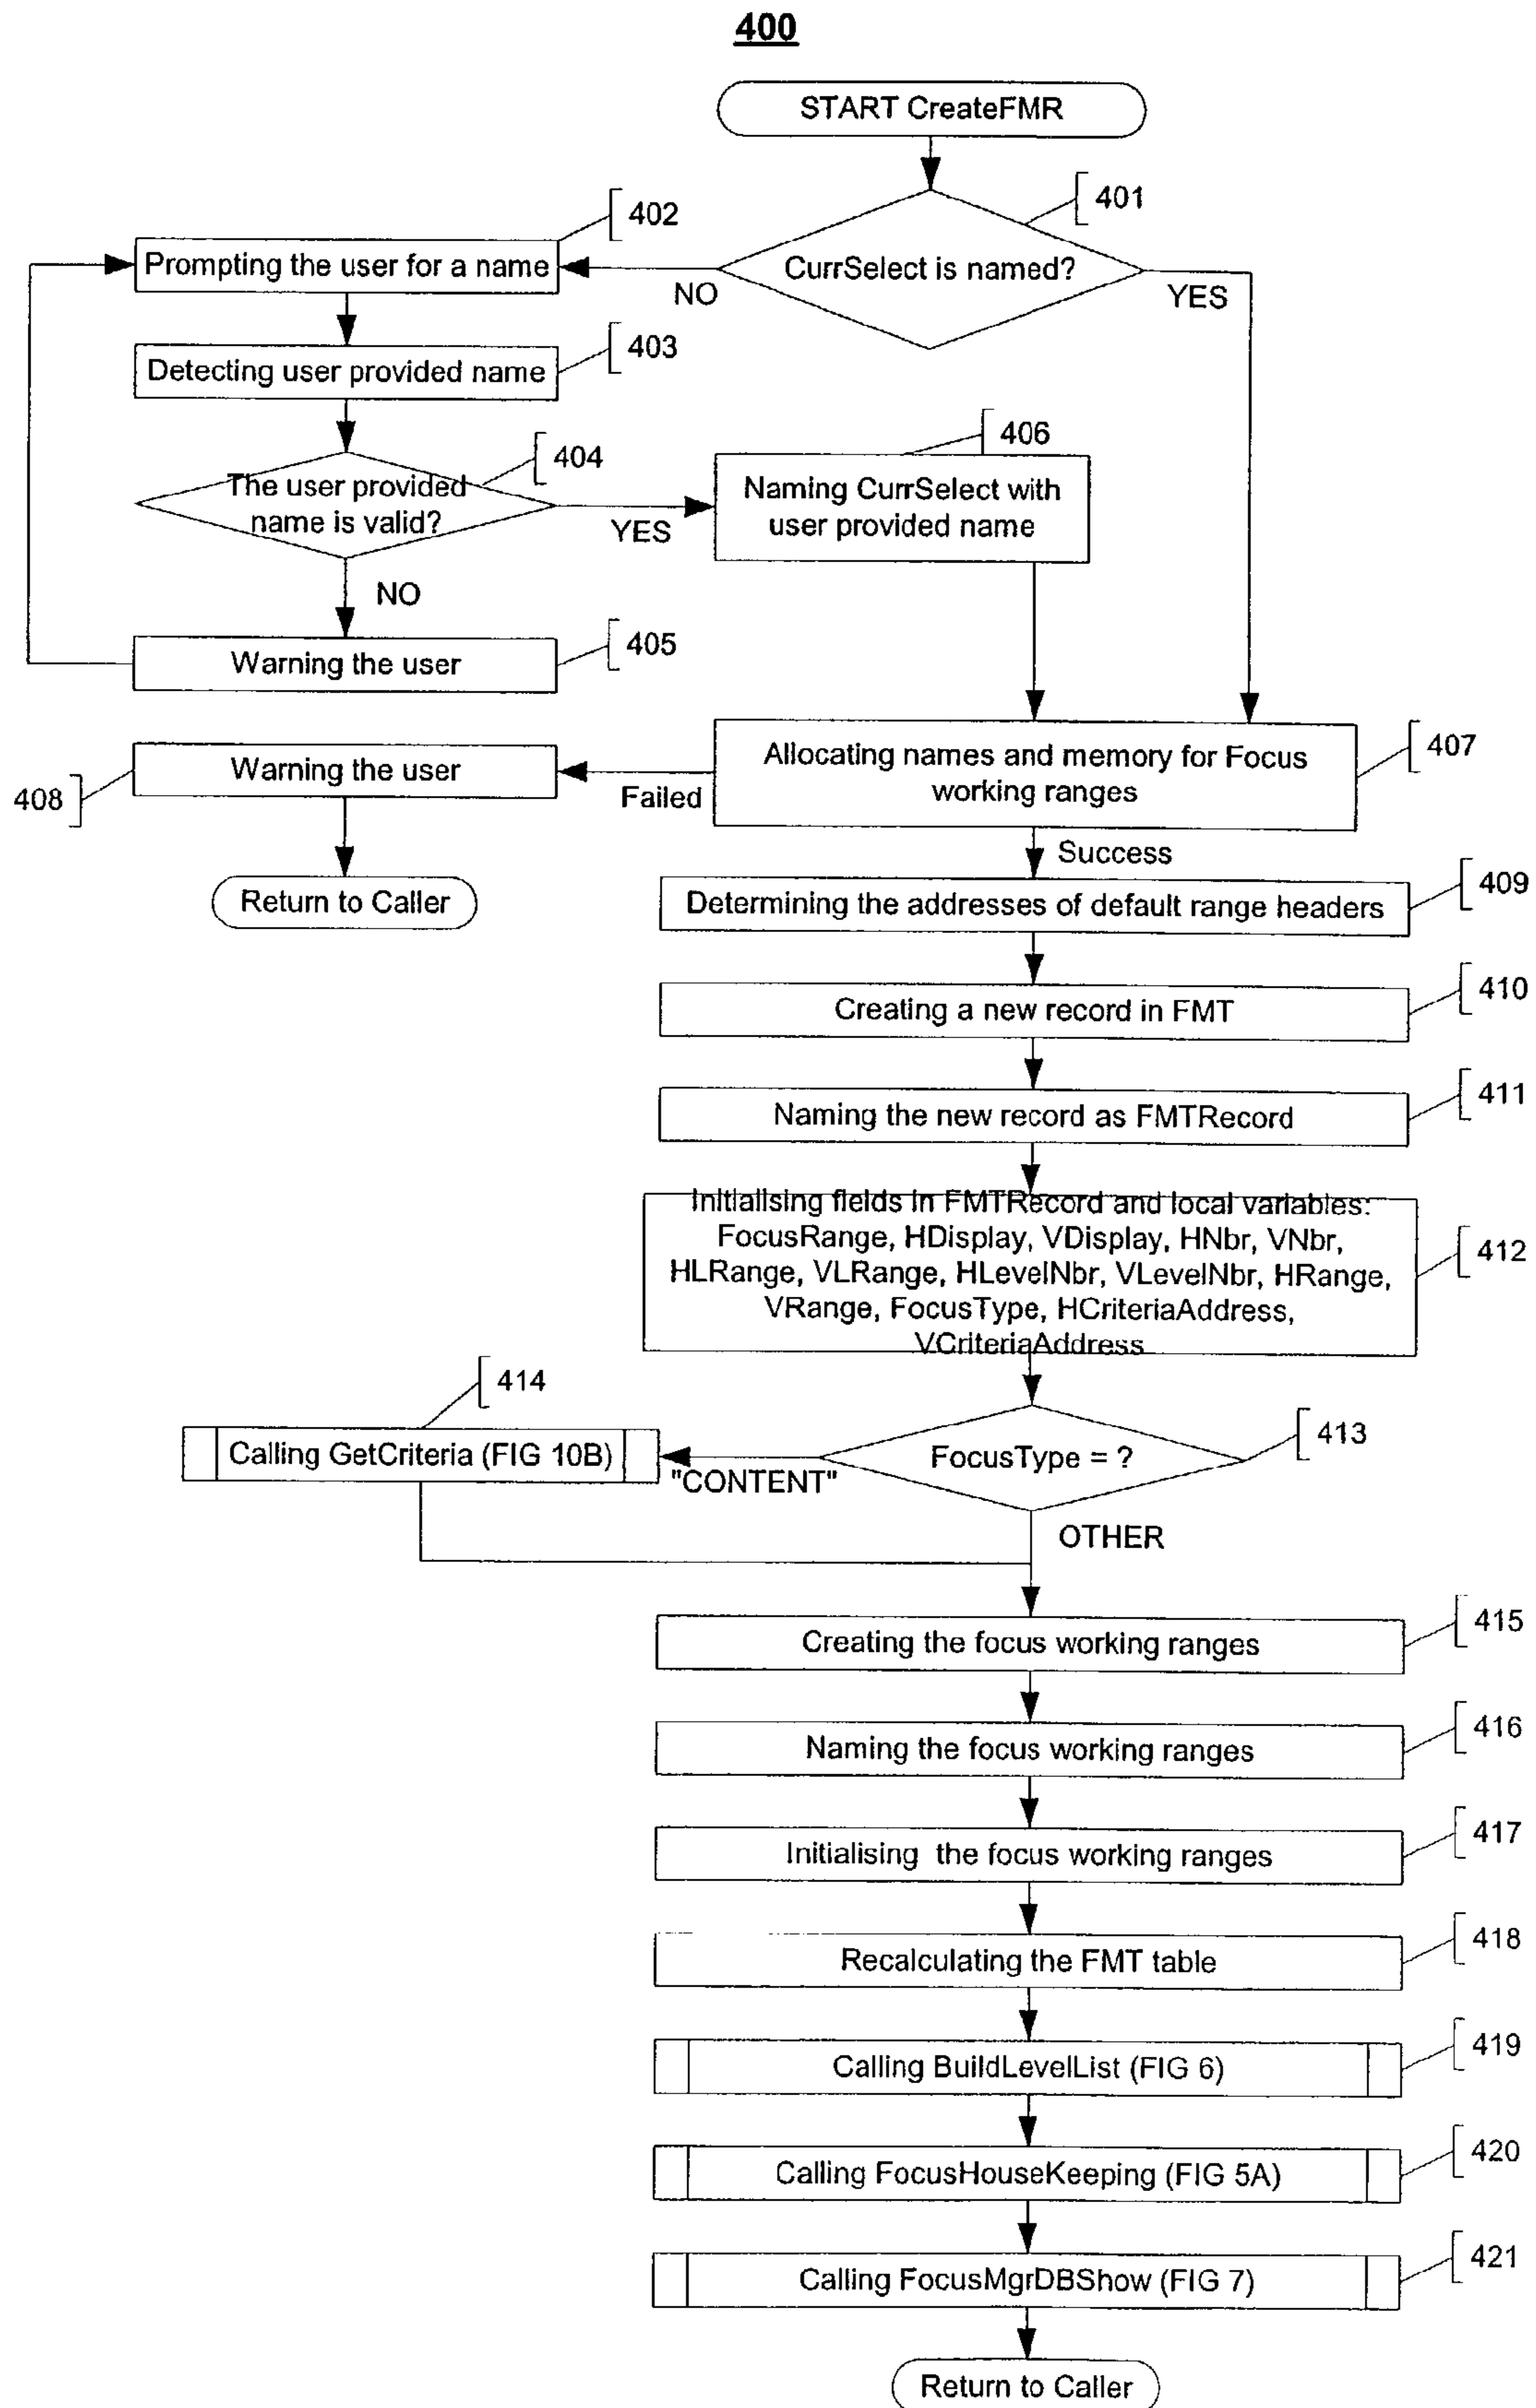 400
START CreateFMR
401
CurrSelect is named?
NO
YES
402
Prompting the user for a name
403
Detecting user provided name
404
The user provided
name is valid?
YES
NO
406
Naming CurrSelect with
user provided name
405
Warning the user
407
Allocating names and memory for Focus
working ranges
Failed
Success
408
Warning the user
Return to Caller
409
Determining the addresses of default range headers
410
Creating a new record in FMT
411
Naming the new record as FMTRecord
412
Initialising fields in FMTRecord and local variables:
FocusRange, HDisplay, VDisplay, HNbr, VNbr,
HLRange, VLRange, HLevelNbr, VLevelNbr, HRange,
VRange, FocusType, HCriteriaAddress,
VCriteriaAddress
413
FocusType = ?
"CONTENT"
OTHER
414
Calling GetCriteria (FIG 10B)
415
Creating the focus working ranges
416
Naming the focus working ranges
417
Initialising the focus working ranges
418
Recalculating the FMT table
419
Calling BuildLevelList (FIG 6)
420
Calling FocusHouseKeeping (FIG 5A)
421
Calling FocusMgrDBShow (FIG 7)
Return to Caller